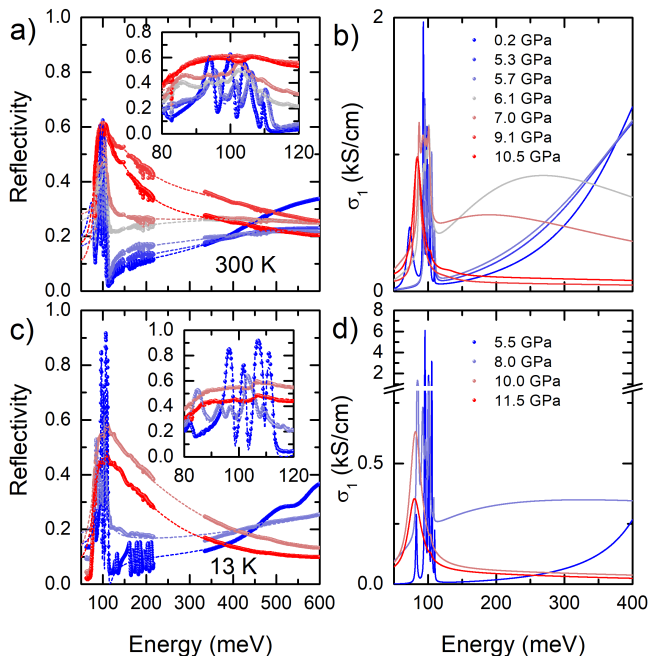 a)
Reflectivity
1.0
0.8
0.6
0.4
0.2
0.0
0.8
0.6
0.4
0.2
0.0
80 100 120
300 K
b)
σ1 (kS/cm)
2
1
0
0.2 GPa
5.3 GPa
5.7 GPa
6.1 GPa
7.0 GPa
9.1 GPa
10.5 GPa
c)
Reflectivity
1.0
0.8
0.6
0.4
0.2
0.0
1.0
0.8
0.6
0.4
0.2
0.0
80 100 120
13 K
100 200 300 400 500 600
Energy (meV)
d)
σ1 (kS/cm)
8
6
4
2
0.5
0.0
5.5 GPa
8.0 GPa
10.0 GPa
11.5 GPa
100 200 300 400
Energy (meV)